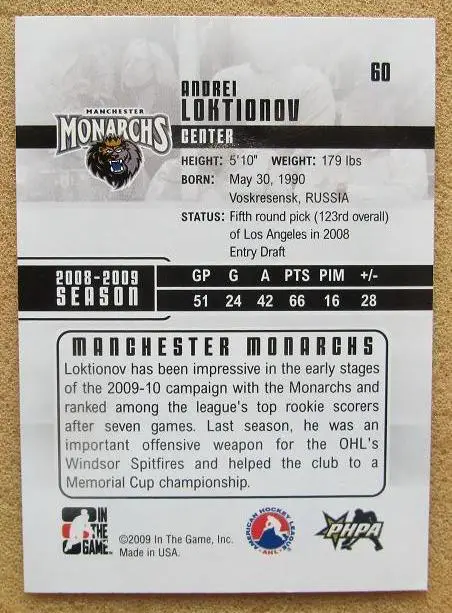 60
ANDREI
LOKTIONOV
MANCHESTER
MONARCHS
CENTER
HEIGHT: 5'10" WEIGHT: 179 lbs
BORN: May 30, 1990
Voskresensk, RUSSIA
STATUS: Fifth round pick (123rd overall)
of Los Angeles in 2008
Entry Draft
2008-2009
SEASON
GP G A PTS PIM +/-
51 24 42 66 16 28
MANCHESTER MONARCHS
Loktionov has been impressive in the early stages
of the 2009-10 campaign with the Monarchs and
ranked among the league's top rookie scorers
after seven games. Last season, he was an
important offensive weapon for the OHL's
Windsor Spitfires and helped the club to a
Memorial Cup championship.
IN
THE
GAME
©2009 In The Game, Inc.
Made in USA.
AMERICAN HOCKEY LEAGUE
AHL
PHPA